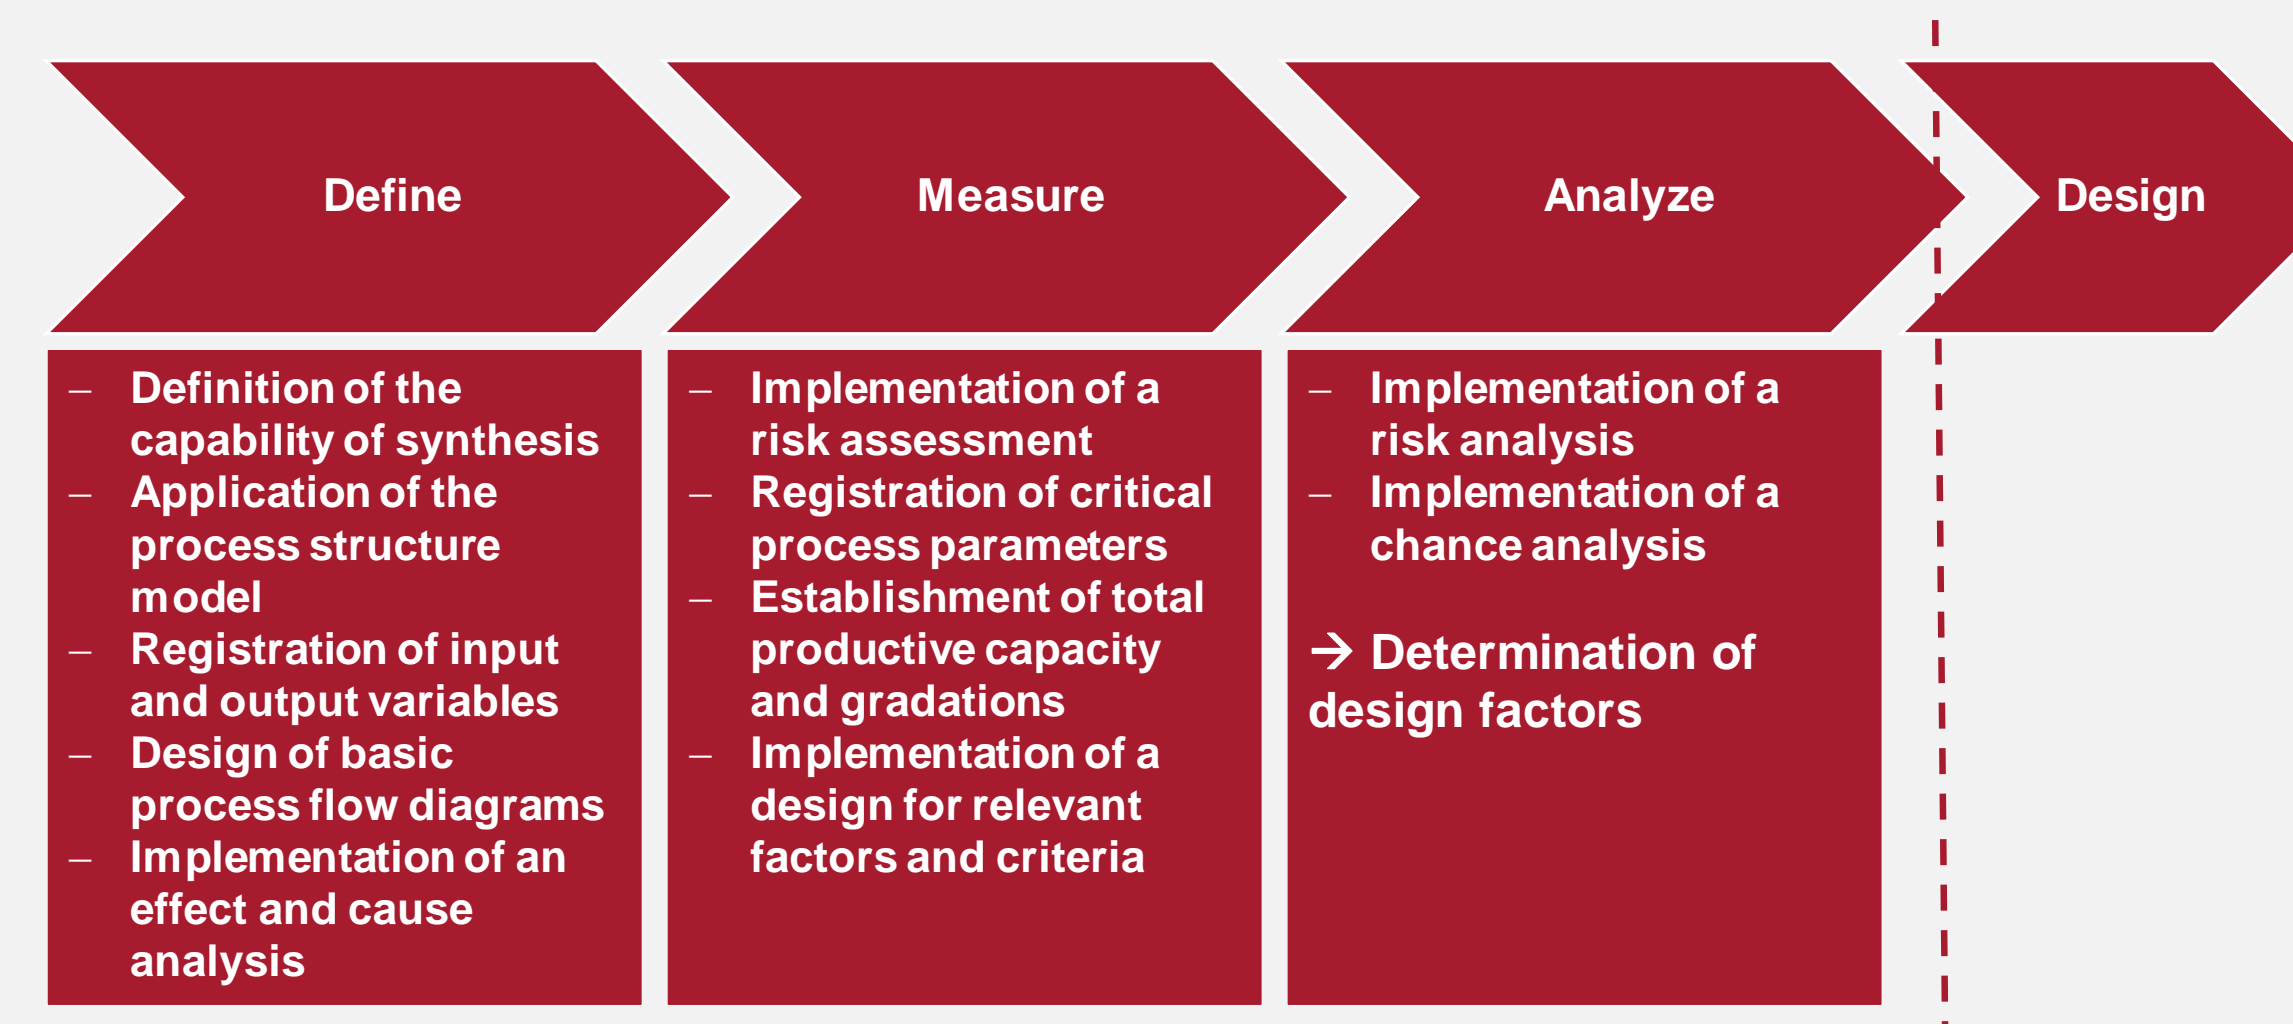 Define
Measure
Analyze
Design
– Definition of the
capability of synthesis
– Application of the
process structure
model
– Registration of input
and output variables
– Design of basic
process flow diagrams
– Implementation of an
effect and cause
analysis
– Implementation of a
risk assessment
– Registration of critical
process parameters
– Establishment of total
productive capacity
and gradations
– Implementation of a
design for relevant
factors and criteria
– Implementation of a
risk analysis
– Implementation of a
chance analysis
→ Determination of
design factors